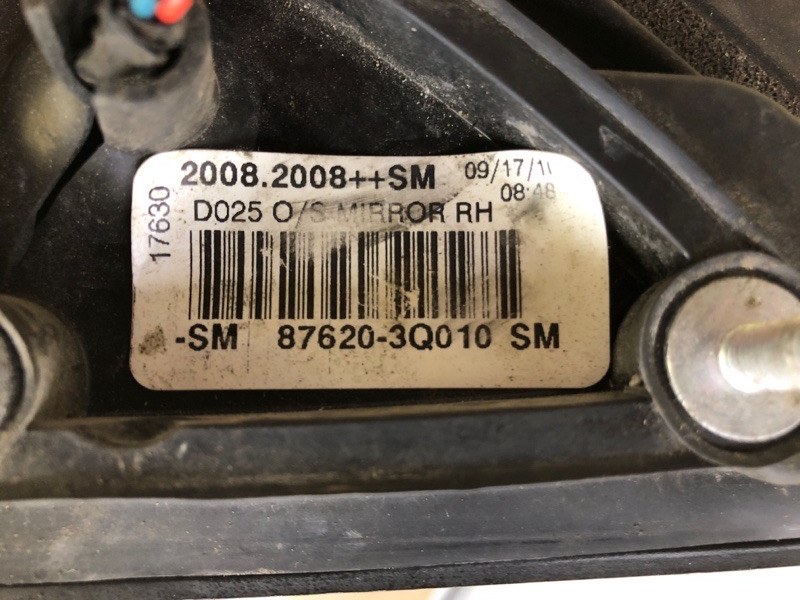 2008.2008++SM
09/17/1
08:48
17630
D025 O/S MIRROR RH
-SM 87620-3Q010 SM